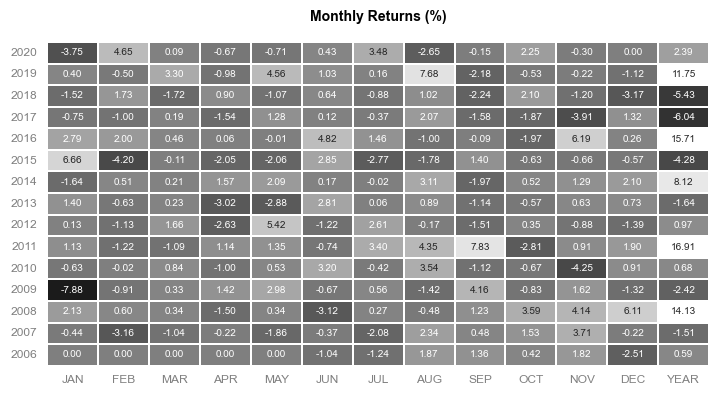 Monthly Returns (%)
2020 -3.75 4.65 0.09 -0.67 -0.71 0.43 3.48 -2.65 -0.15 2.25 -0.30 0.00 2.39
2019 0.40 -0.50 3.30 -0.98 4.56 1.03 0.16 7.68 -2.18 -0.53 -0.22 -1.12 11.75
2018 -1.52 1.73 -1.72 0.90 -1.07 0.64 -0.88 1.02 -2.24 2.10 -1.20 -3.17 -5.43
2017 -0.75 -1.00 0.19 -1.54 1.28 0.12 -0.37 2.07 -1.58 -1.87 -3.91 1.32 -6.04
2016 2.79 2.00 0.46 0.06 -0.01 4.82 1.46 -1.00 -0.09 -1.97 6.19 0.26 15.71
2015 6.66 -4.20 -0.11 -2.05 -2.06 2.85 -2.77 -1.78 1.40 -0.63 -0.66 -0.57 -4.28
2014 -1.64 0.51 0.21 1.57 2.09 0.17 -0.02 3.11 -1.97 0.52 1.29 2.10 8.12
2013 1.40 -0.63 0.23 -3.02 -2.88 2.81 0.06 0.89 -1.14 -0.57 0.63 0.73 -1.64
2012 0.13 -1.13 1.66 -2.63 5.42 -1.22 2.61 -0.17 -1.51 0.35 -0.88 -1.39 0.97
2011 1.13 -1.22 -1.09 1.14 1.35 -0.74 3.40 4.35 7.83 -2.81 0.91 1.90 16.91
2010 -0.63 -0.02 0.84 -1.00 0.53 3.20 -0.42 3.54 -1.12 -0.67 -4.25 0.91 0.68
2009 -7.88 -0.91 0.33 1.42 2.98 -0.67 0.56 -1.42 4.16 -0.83 1.62 -1.32 -2.42
2008 2.13 0.60 0.34 -1.50 0.34 -3.12 0.27 -0.48 1.23 3.59 4.14 6.11 14.13
2007 -0.44 -3.16 -1.04 -0.22 -1.86 -0.37 -2.08 2.34 0.48 1.53 3.71 -0.22 -1.51
2006 0.00 0.00 0.00 0.00 0.00 -1.04 -1.24 1.87 1.36 0.42 1.82 -2.51 0.59
JAN FEB MAR APR MAY JUN JUL AUG SEP OCT NOV DEC YEAR